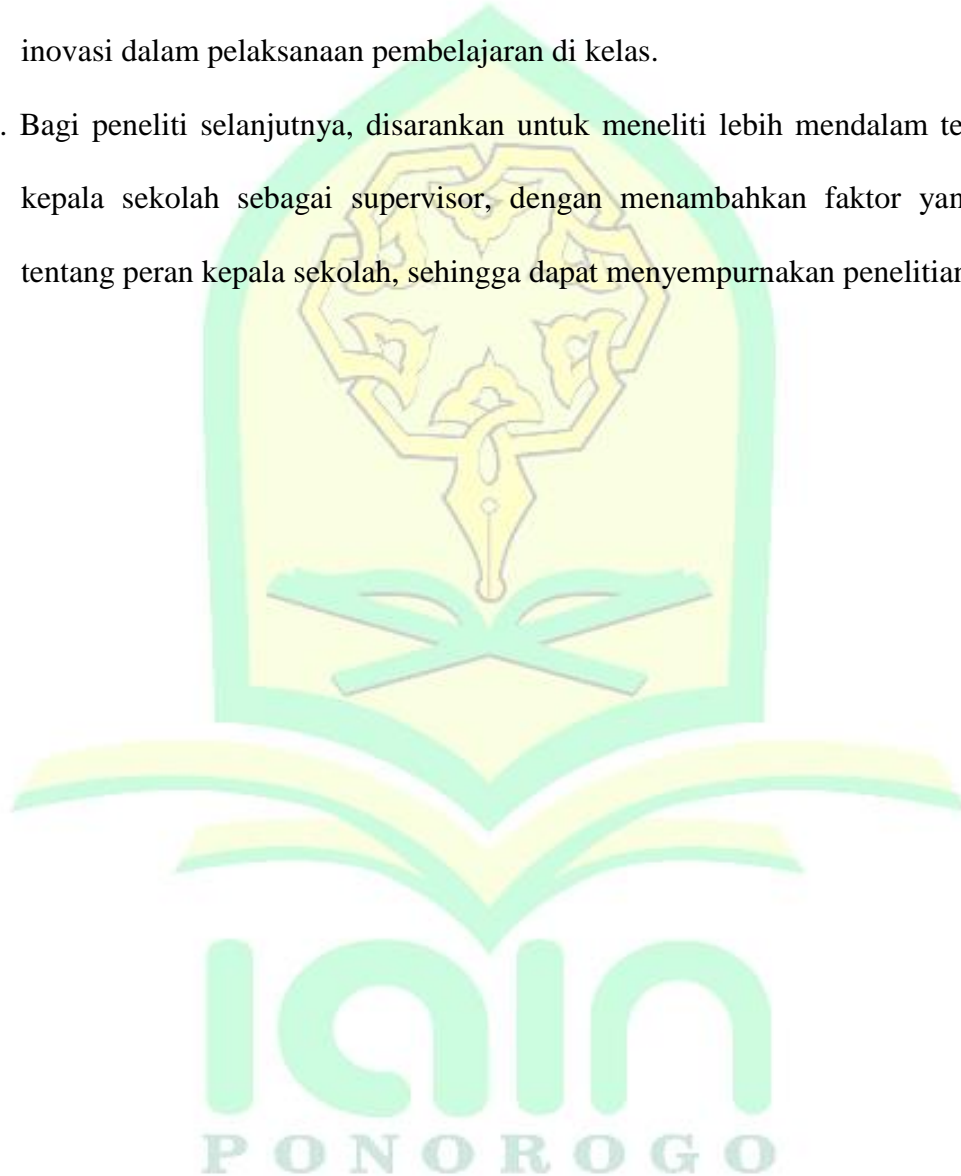 inovasi dalam pelaksanaan pembelajaran di kelas.
. Bagi peneliti selanjutnya, disarankan untuk meneliti lebih mendalam te
kepala sekolah sebagai supervisor, dengan menambahkan faktor yan
tentang peran kepala sekolah, sehingga dapat menyempurnakan penelitian
iain
PONOROGO